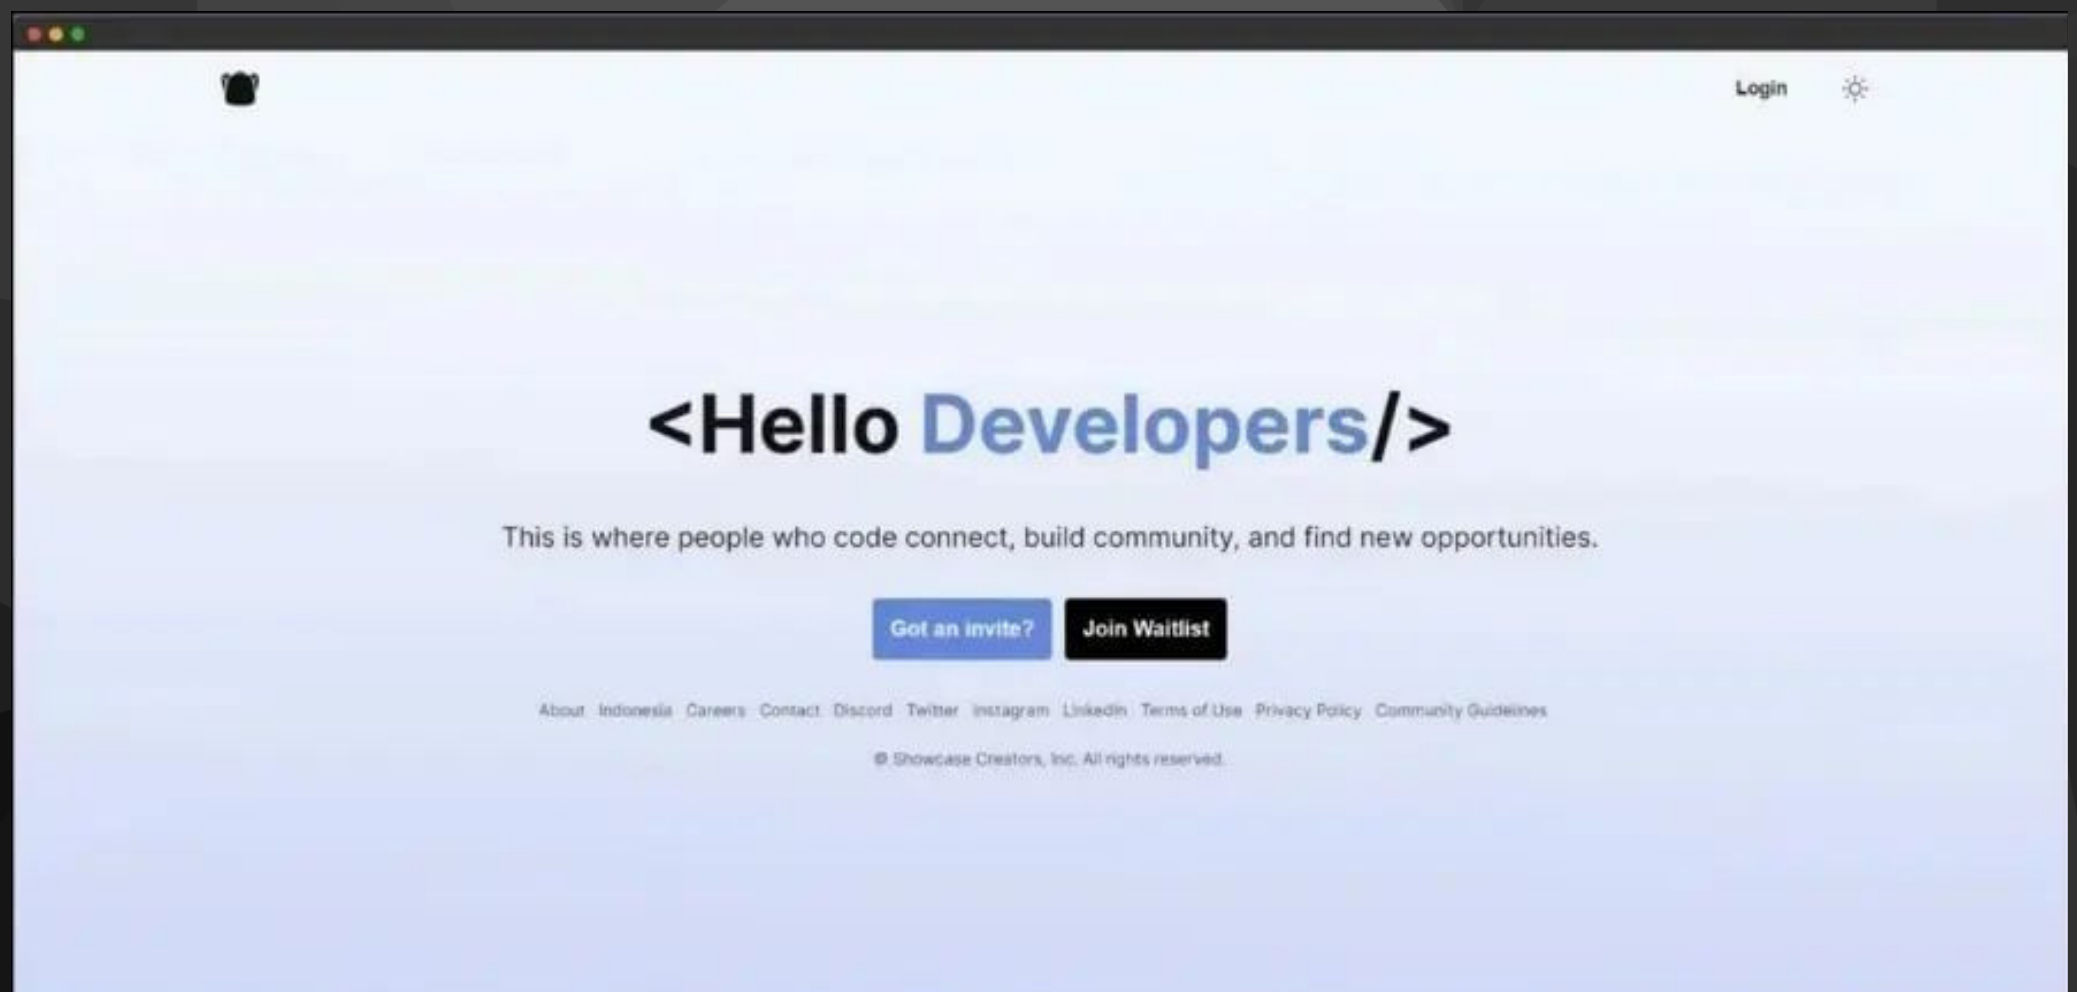 Login
<Hello Developers/>
This is where people who code connect, build community, and find new opportunities.
Got an invite? Join Waitlist
About Indonesia Careers Contact Discord Twitter Instagram LinkedIn Terms of Use Privacy Policy Community Guidelines
© Showcase Creators, Inc. All rights reserved.